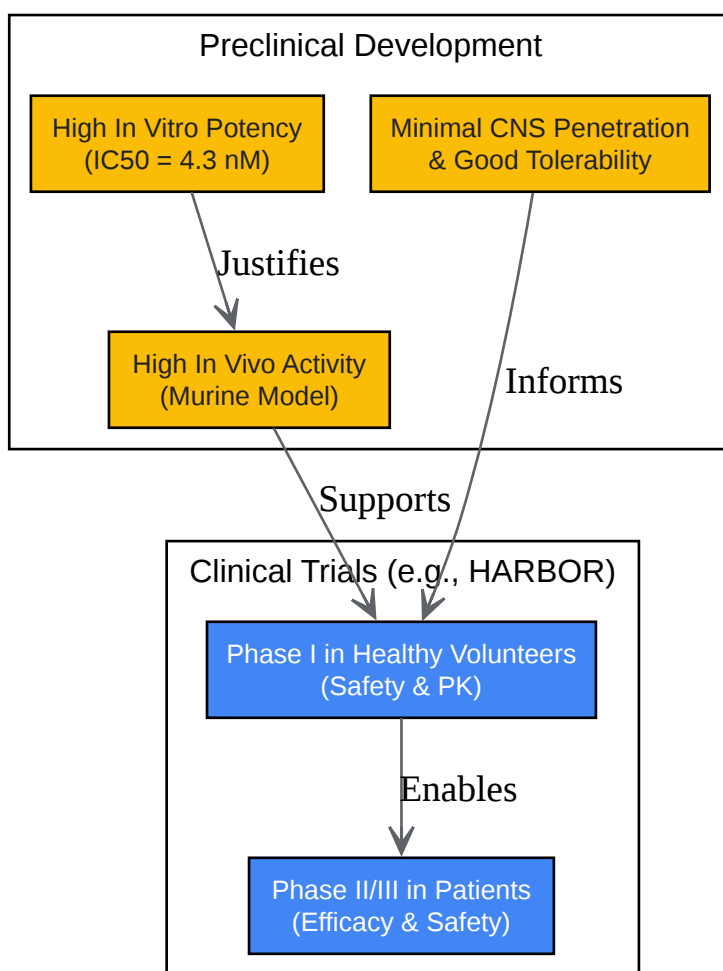 Preclinical Development
High In Vitro Potency
(IC50 = 4.3 nM)
Minimal CNS Penetration
& Good Tolerability
Justifies
High In Vivo Activity
(Murine Model)
Informs
Supports
Clinical Trials (e.g., HARBOR)
Phase I in Healthy Volunteers
(Safety & PK)
Enables
Phase II/III in Patients
(Efficacy & Safety)